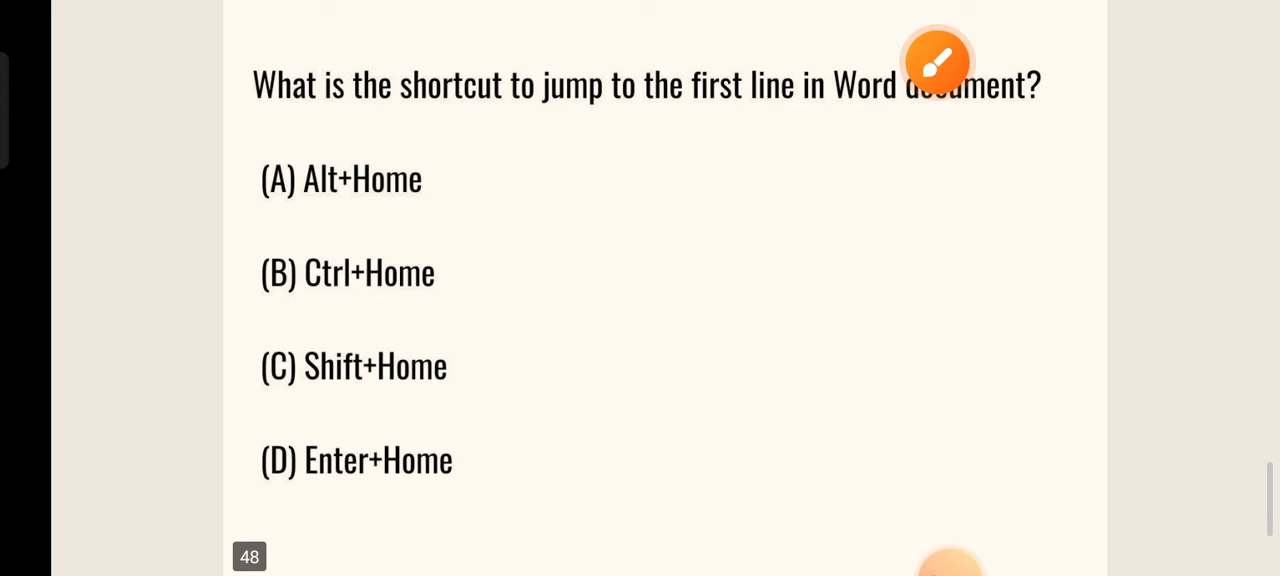 What is the shortcut to jump to the first line in Word document?
(A) Alt+Home
(B) Ctrl+Home
(C) Shift+Home
(D) Enter+Home
48